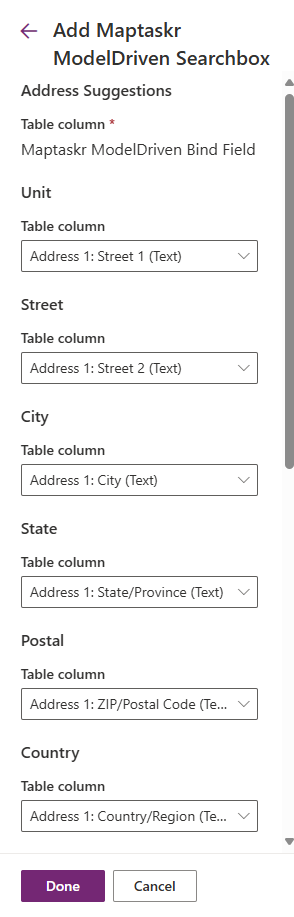 Add Maptaskr
ModelDriven Searchbox
Address Suggestions
Table column *
Maptaskr ModelDriven Bind Field
Unit
Table column
Address 1: Street 1 (Text)
Street
Table column
Address 1: Street 2 (Text)
City
Table column
Address 1: City (Text)
State
Table column
Address 1: State/Province (Text)
Postal
Table column
Address 1: ZIP/Postal Code (Te...
Country
Table column
Address 1: Country/Region (Te...
Done Cancel